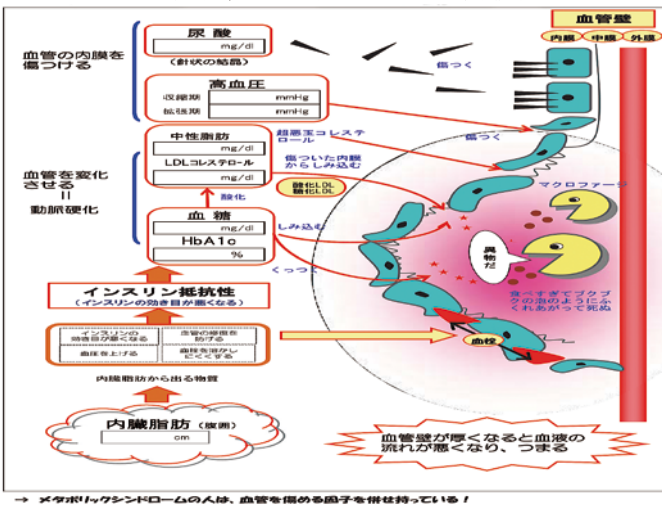 血管の内膜を
傷つける
尿酸
mg/dl
(針状の結晶)
高血圧
収縮期
mmHg
拡張期
mmHg
血管を変化
させる
||
動脈硬化
中性脂肪
mg/dl
LDLコレステロール
mg/dl
酸化
血糖
mg/dl
HbA1c
%
インスリン抵抗性
(インスリンの効き目が悪くなる)
インスリンの
効き目が悪くなる
血管の修復を
妨げる
血圧を上げる
血栓を溶かし
にくくする
内臓脂肪から出る物質
内臓脂肪(腹囲)
cm
血管壁
内膜
中膜
外膜
傷つく
傷つく
超悪玉コレステ
ロール
傷ついた内膜
からしみ込む
酸化LDL
糖化LDL
しみ込む
くっつく
マクロファージ
異物だ
食べすぎてブクブ
クの泡のようにふ
くれあがって死ぬ
血栓
血管壁が厚くなると血液の
流れが悪くなり、つまる
→ メタボリックシンドロームの人は、血管を傷める因子を併せ持っている!